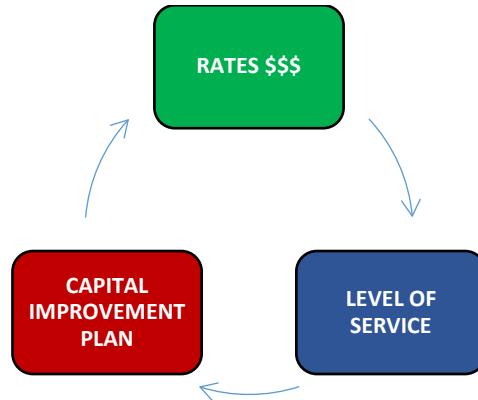 RATES $$$
CAPITAL
IMPROVEMENT
PLAN
LEVEL OF
SERVICE